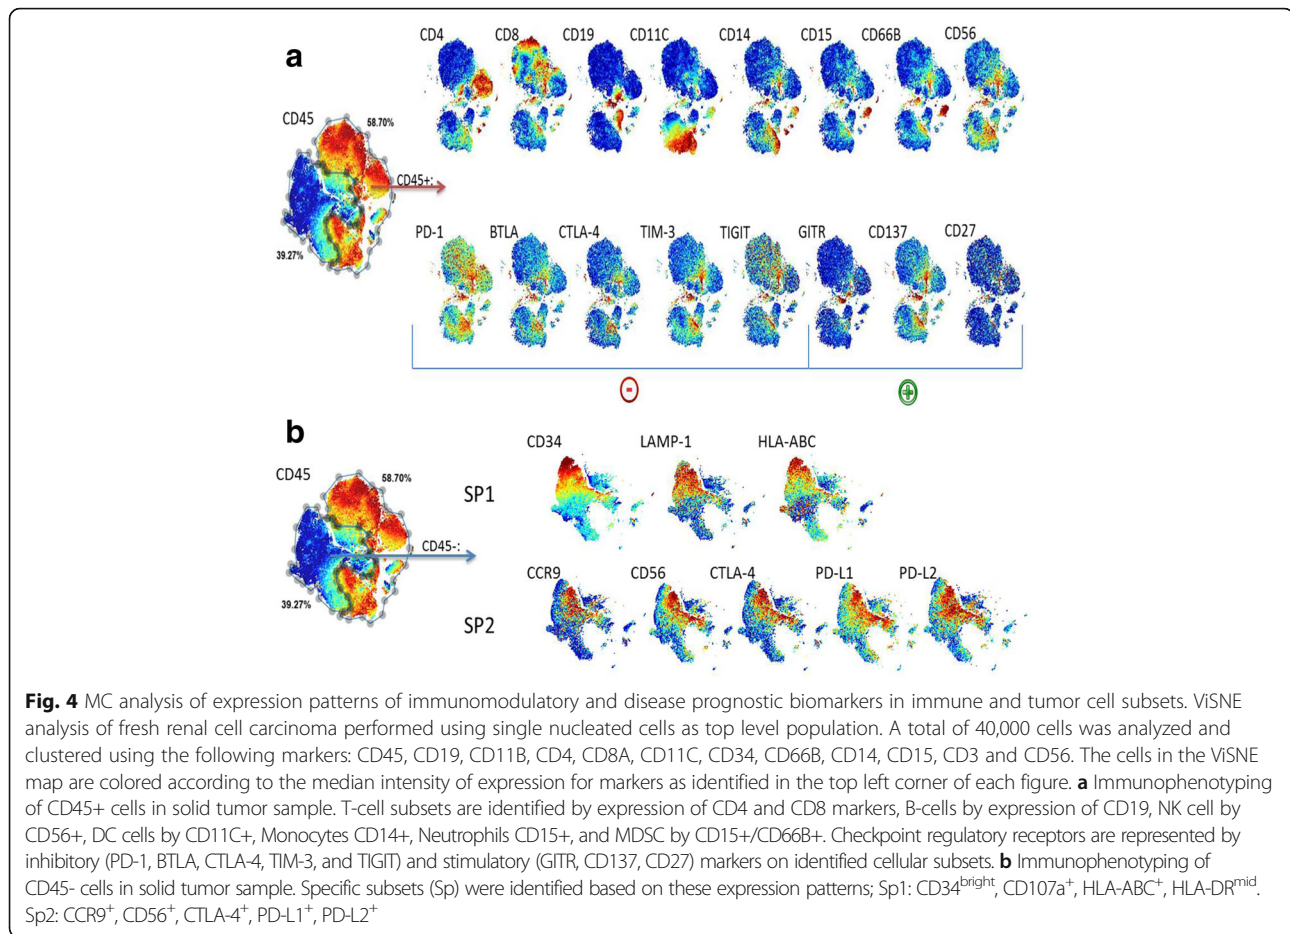 a
CD4 CD8 CD19 CD11C CD14 CD15 CD66B CD56
CD45
58.70%
CD45+:
39.27%
PD-1 BTLA CTLA-4 TIM-3 TIGIT GITR CD137 CD27
- +
b
CD45
58.70%
CD45-:
39.27%
CD34 LAMP-1 HLA-ABC
SP1
CCR9 CD56 CTLA-4 PD-L1 PD-L2
SP2
Fig. 4 MC analysis of expression patterns of immunomodulatory and disease prognostic biomarkers in immune and tumor cell subsets. ViSNE
analysis of fresh renal cell carcinoma performed using single nucleated cells as top level population. A total of 40,000 cells was analyzed and
clustered using the following markers: CD45, CD19, CD11B, CD4, CD8A, CD11C, CD34, CD66B, CD14, CD15, CD3 and CD56. The cells in the ViSNE
map are colored according to the median intensity of expression for markers as identified in the top left corner of each figure. a Immunophenotyping
of CD45+ cells in solid tumor sample. T-cell subsets are identified by expression of CD4 and CD8 markers, B-cells by expression of CD19, NK cell by
CD56+, DC cells by CD11C+, Monocytes CD14+, Neutrophils CD15+, and MDSC by CD15+/CD66B+. Checkpoint regulatory receptors are represented by
inhibitory (PD-1, BTLA, CTLA-4, TIM-3, and TIGIT) and stimulatory (GITR, CD137, CD27) markers on identified cellular subsets. b Immunophenotyping of
CD45- cells in solid tumor sample. Specific subsets (Sp) were identified based on these expression patterns; Sp1: CD34bright, CD107a+, HLA-ABC+, HLA-DRmid.
Sp2: CCR9+, CD56+, CTLA-4+, PD-L1+, PD-L2+